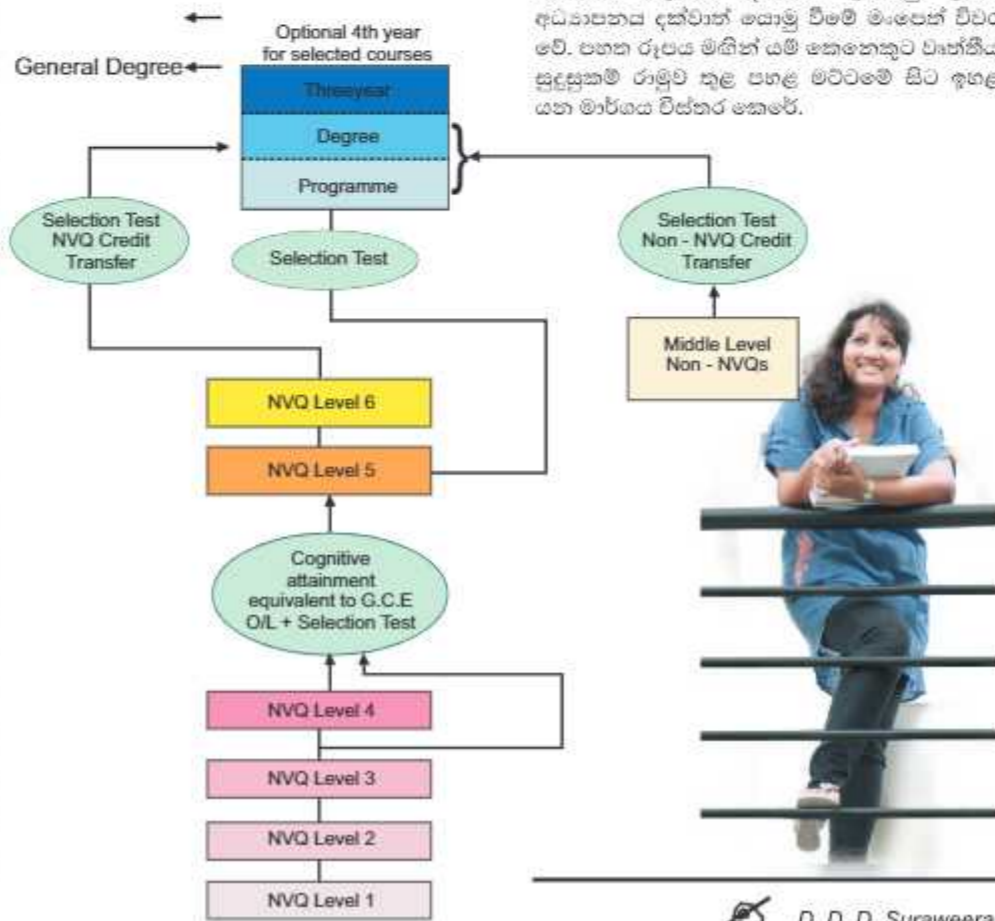 අධ්‍යාපනය දක්වාත් යොමු වීමේ මංපෙත් විවර
වේ. පහත රූපය මගින් යම් කෙනෙකුට වෘත්තීය
සුදුසුකම් රාමුව තුළ පහළ මට්ටමේ සිට ඉහළ
යන මාර්ගය විස්තර කෙරේ.
Optional 4th year
for selected courses
General Degree
Threeyear
Degree
Programme
Selection Test
NVQ Credit
Transfer
Selection Test
Selection Test
Non - NVQ Credit
Transfer
Middle Level
Non - NVQs
NVQ Level 6
NVQ Level 5
Cognitive
attainment
equivalent to G.C.E
O/L + Selection Test
NVQ Level 4
NVQ Level 3
NVQ Level 2
NVQ Level 1
D. D. D. Suraweera